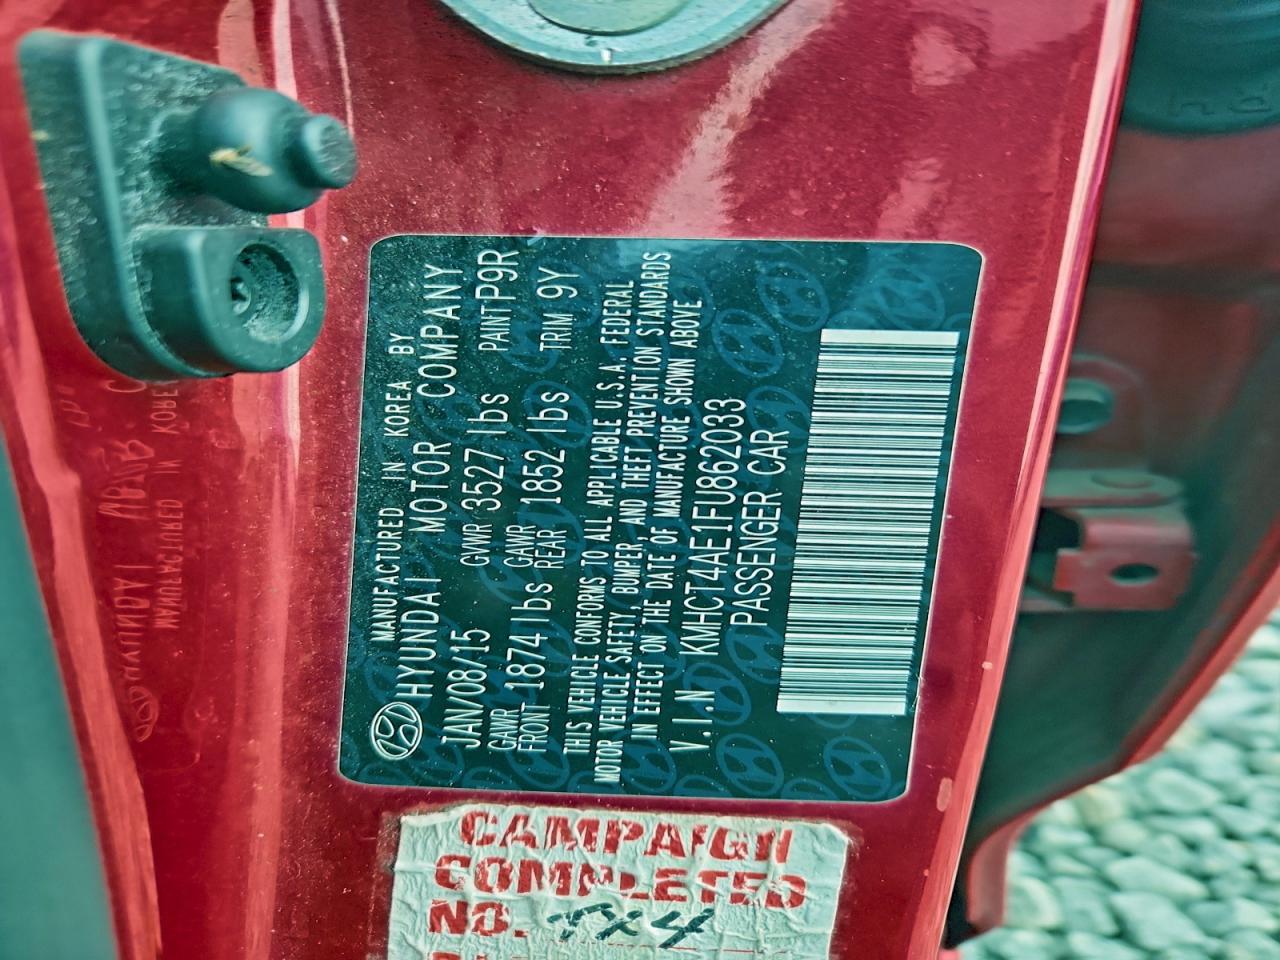 MANUFACTURED IN KOREA BY
HYUNDAI MOTOR COMPANY
JAN/08/15 GVWR 3527 lbs PAINT P9R
GAWR FRONT 1874 lbs GAWR REAR 1852 lbs TRIM 9Y
THIS VEHICLE CONFORMS TO ALL APPLICABLE U.S.A. FEDERAL
MOTOR VEHICLE SAFETY, BUMPER, AND THEFT PREVENTION STANDARDS
IN EFFECT ON THE DATE OF MANUFACTURE SHOWN ABOVE.
V.I.N KMHCT4AE1FU862033
PASSENGER CAR
CAMPAIGN
COMPLETED
NO. TX4